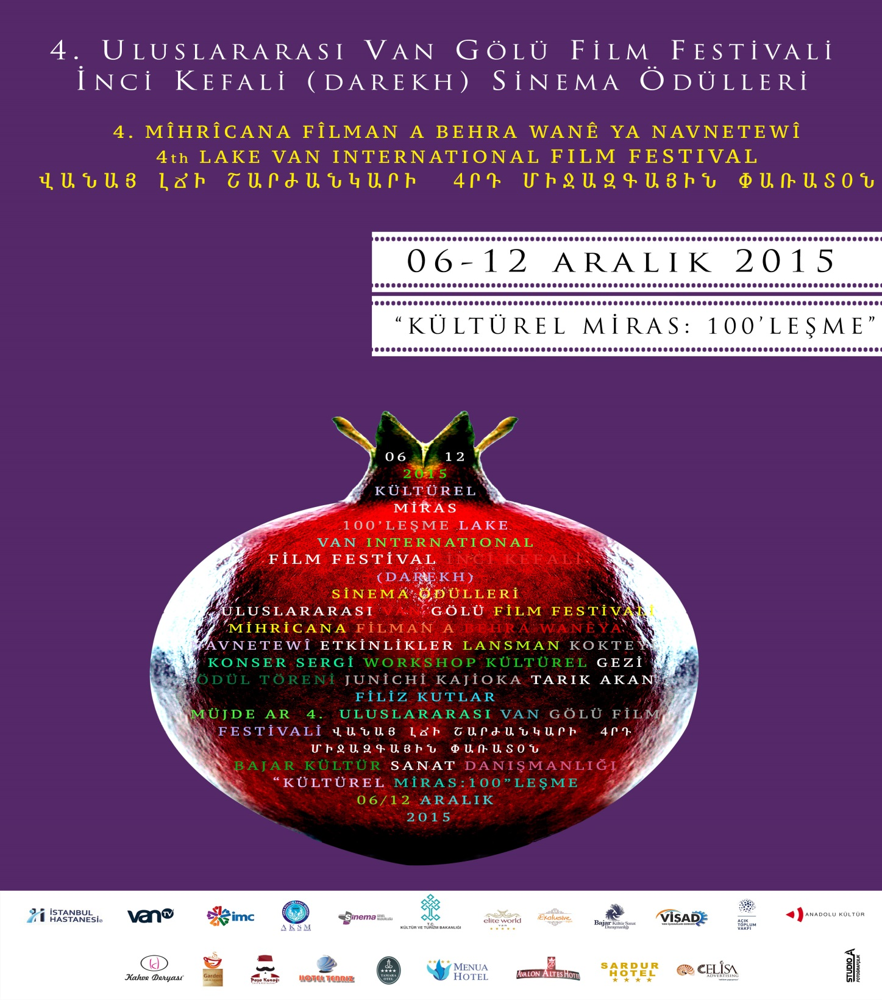 4. Uluslararası Van Gölü Film Festivali
İnci Kefali (darekh) Sinema Ödülleri
4. MÎHRÎCANA FÎLMAN A BEHRA WANÊ YA NAVNETEWÎ
4th LAKE VAN INTERNATIONAL FILM FESTIVAL
ՎԱՆԱՅ ԼՃԻ ՇԱՐԺԱՆԿԱՐԻ 4ՐԴ ՄԻՋԱԶԳԱՅԻՆ ՓԱՌԱՏՕՆ
06-12 ARALIK 2015
“KÜLTÜREL MİRAS: 100’LEŞME”
06 12
2015
KÜLTÜREL
MİRAS
100’LEŞME LAKE
VAN INTERNATIONAL
FİLM FESTİVAL İNCİ KEFALİ
(DAREKH)
SİNEMA ÖDÜLLERİ
ULUSLARARASI VAN GÖLÜ FİLM FESTİVALİ
MİHRİCANA FİLMAN A BEHRA WANÊYA
NAVNETEWÎ ETKİNLİKLER LANSMAN KOKTEYL
KONSER SERGİ WORKSHOP KÜLTÜREL GEZİ
ÖDÜL TÖRENİ JUNİCHİ KAJİOKA TARIK AKAN
FİLİZ KUTLAR
MÜJDE AR 4. ULUSLARARASI VAN GÖLÜ FİLM
FESTİVALİ ՎԱՆԱՅ ԼՃԻ ՇԱՐԺԱՆԿԱՐԻ 4ՐԴ
ՄԻՋԱԶԳԱՅԻՆ ՓԱՌԱՏՕՆ
BAJAR KÜLTÜR SANAT DANIŞMANLIĞI
“KÜLTÜREL MİRAS:100”LEŞME
06/12 ARALIK
2015
İSTANBUL
HASTANESİ
van TV
imc
AKSM
Sinema GENEL MÜDÜRLÜĞÜ
T.C.
KÜLTÜR VE TURİZM BAKANLIĞI
elite world
van
Exclusive
Bajar Kültür Sanat
Danışmanlığı
VİSAD
VAN İŞADAMLARI DERNEĞİ
AÇIK
TOPLUM
VAKFI
ANADOLU KÜLTÜR
Kahve Deryası
Garden
Paşa Konağı
HOTEL TEBRIZ
TAMARA
OTEL
MENUA
HOTEL
AVALON ALTES HOTEL
SARDUR
HOTEL
CELİSA
ADVERTISING
STUDIO A
FOTOĞRAFÇILIK